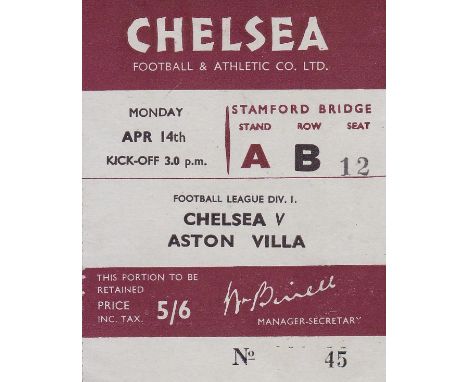 CHELSEA
FOOTBALL & ATHLETIC CO. LTD.
MONDAY
APR 14th
KICK-OFF 3.0 p.m.
STAMFORD BRIDGE
STAND ROW SEAT
A B 12
FOOTBALL LEAGUE DIV. I.
CHELSEA V
ASTON VILLA
THIS PORTION TO BE
RETAINED
PRICE
INC. TAX. 5/6
Wm Birrell
MANAGER-SECRETARY
No 45